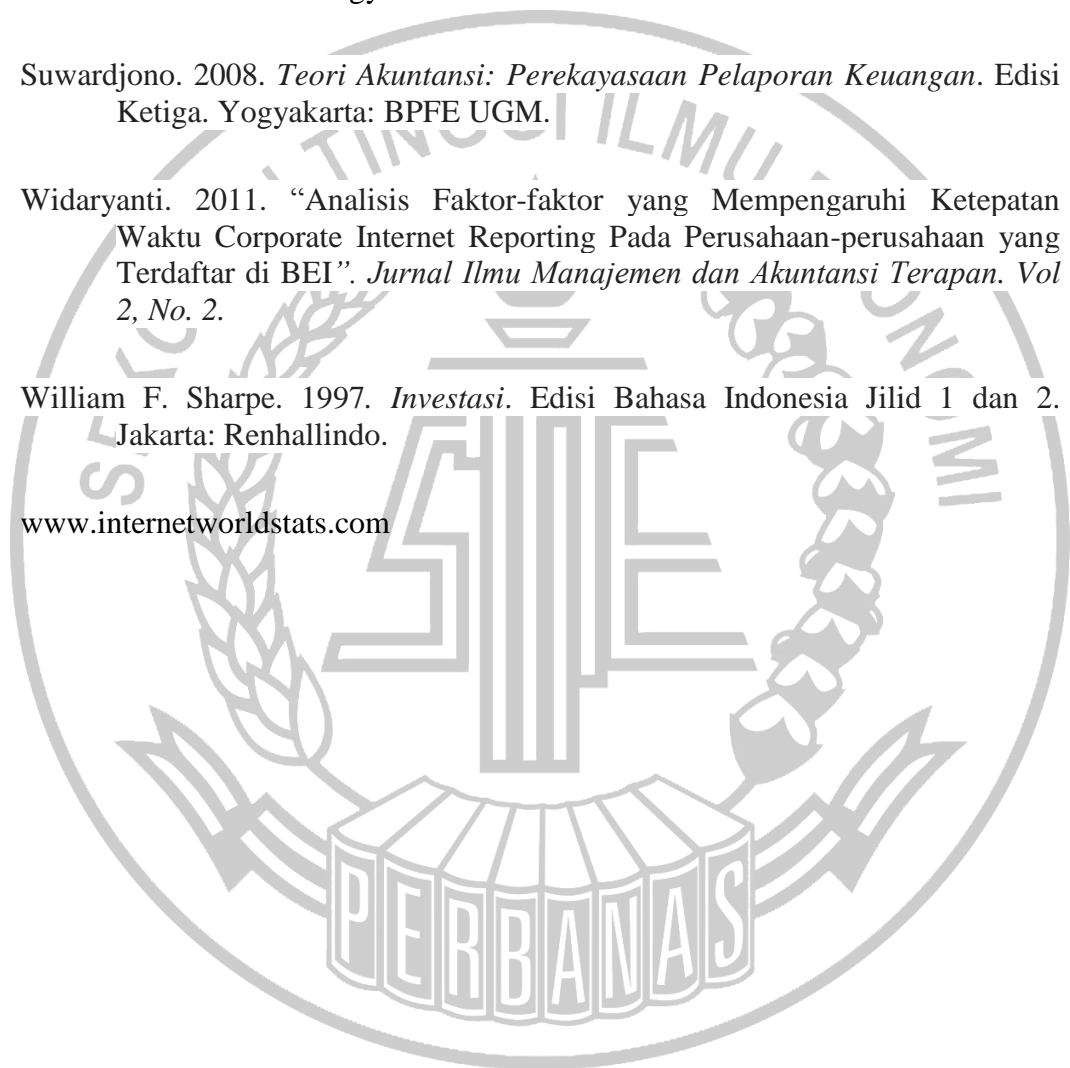 Suwardjono. 2008. Teori Akuntansi: Perekayasaan Pelaporan Keuangan. Edisi
Ketiga. Yogyakarta: BPFE UGM.
Widaryanti. 2011. “Analisis Faktor-faktor yang Mempengaruhi Ketepatan
Waktu Corporate Internet Reporting Pada Perusahaan-perusahaan yang
Terdaftar di BEI”. Jurnal Ilmu Manajemen dan Akuntansi Terapan. Vol
2, No. 2.
William F. Sharpe. 1997. Investasi. Edisi Bahasa Indonesia Jilid 1 dan 2.
Jakarta: Renhallindo.
www.internetworldstats.com
PERBANAS